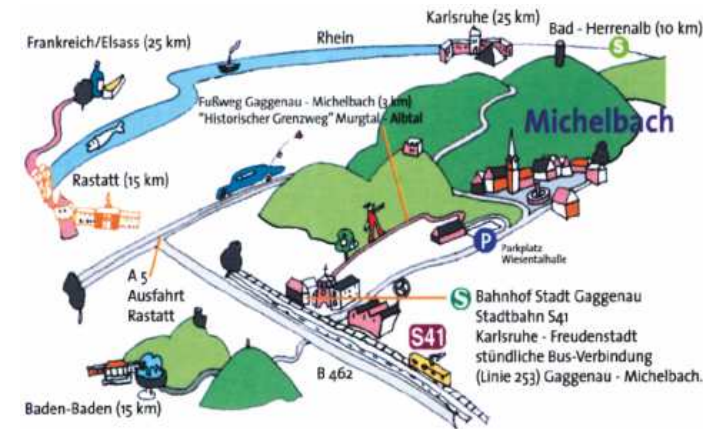 Karlsruhe (25 km)
Bad - Herrenalb (10 km)
Frankreich/Elsass (25 km)
Rhein
S
Fußweg Gaggenau - Michelbach (3 km)
"Historischer Grenzweg" Murgtal - Albtal
Michelbach
Rastatt (15 km)
P
Parkplatz
Wiesentalhalle
A 5
Ausfahrt
Rastatt
S Bahnhof Stadt Gaggenau
Stadtbahn S41
Karlsruhe - Freudenstadt
stündliche Bus-Verbindung
(Linie 253) Gaggenau - Michelbach.
S41
B 462
Baden-Baden (15 km)